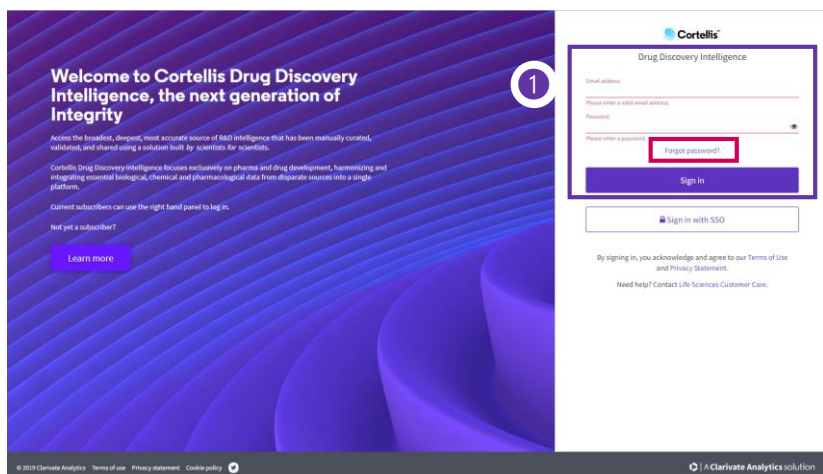 Welcome to Cortellis Drug Discovery
Intelligence, the next generation of
Integrity
Access the broadest, deepest, most accurate source of R&D intelligence that has been manually curated,
validated, and shared using a solution built by scientists for scientists.
Cortellis Drug Discovery Intelligence focuses exclusively on pharma and drug development, harmonizing and
integrating essential biological, chemical and pharmacological data from disparate sources into a single
platform.
Current subscribers can use the right hand panel to log in.
Not yet a subscriber?
Learn more
Cortellis™
Drug Discovery Intelligence
1
Email address
Please enter a valid email address.
Password
Please enter a password.
Forgot password?
Sign in
Sign in with SSO
By signing in, you acknowledge and agree to our Terms of Use
and Privacy Statement.
Need help? Contact Life Sciences Customer Care.
© 2019 Clarivate Analytics Terms of use Privacy statement Cookie policy
A Clarivate Analytics solution